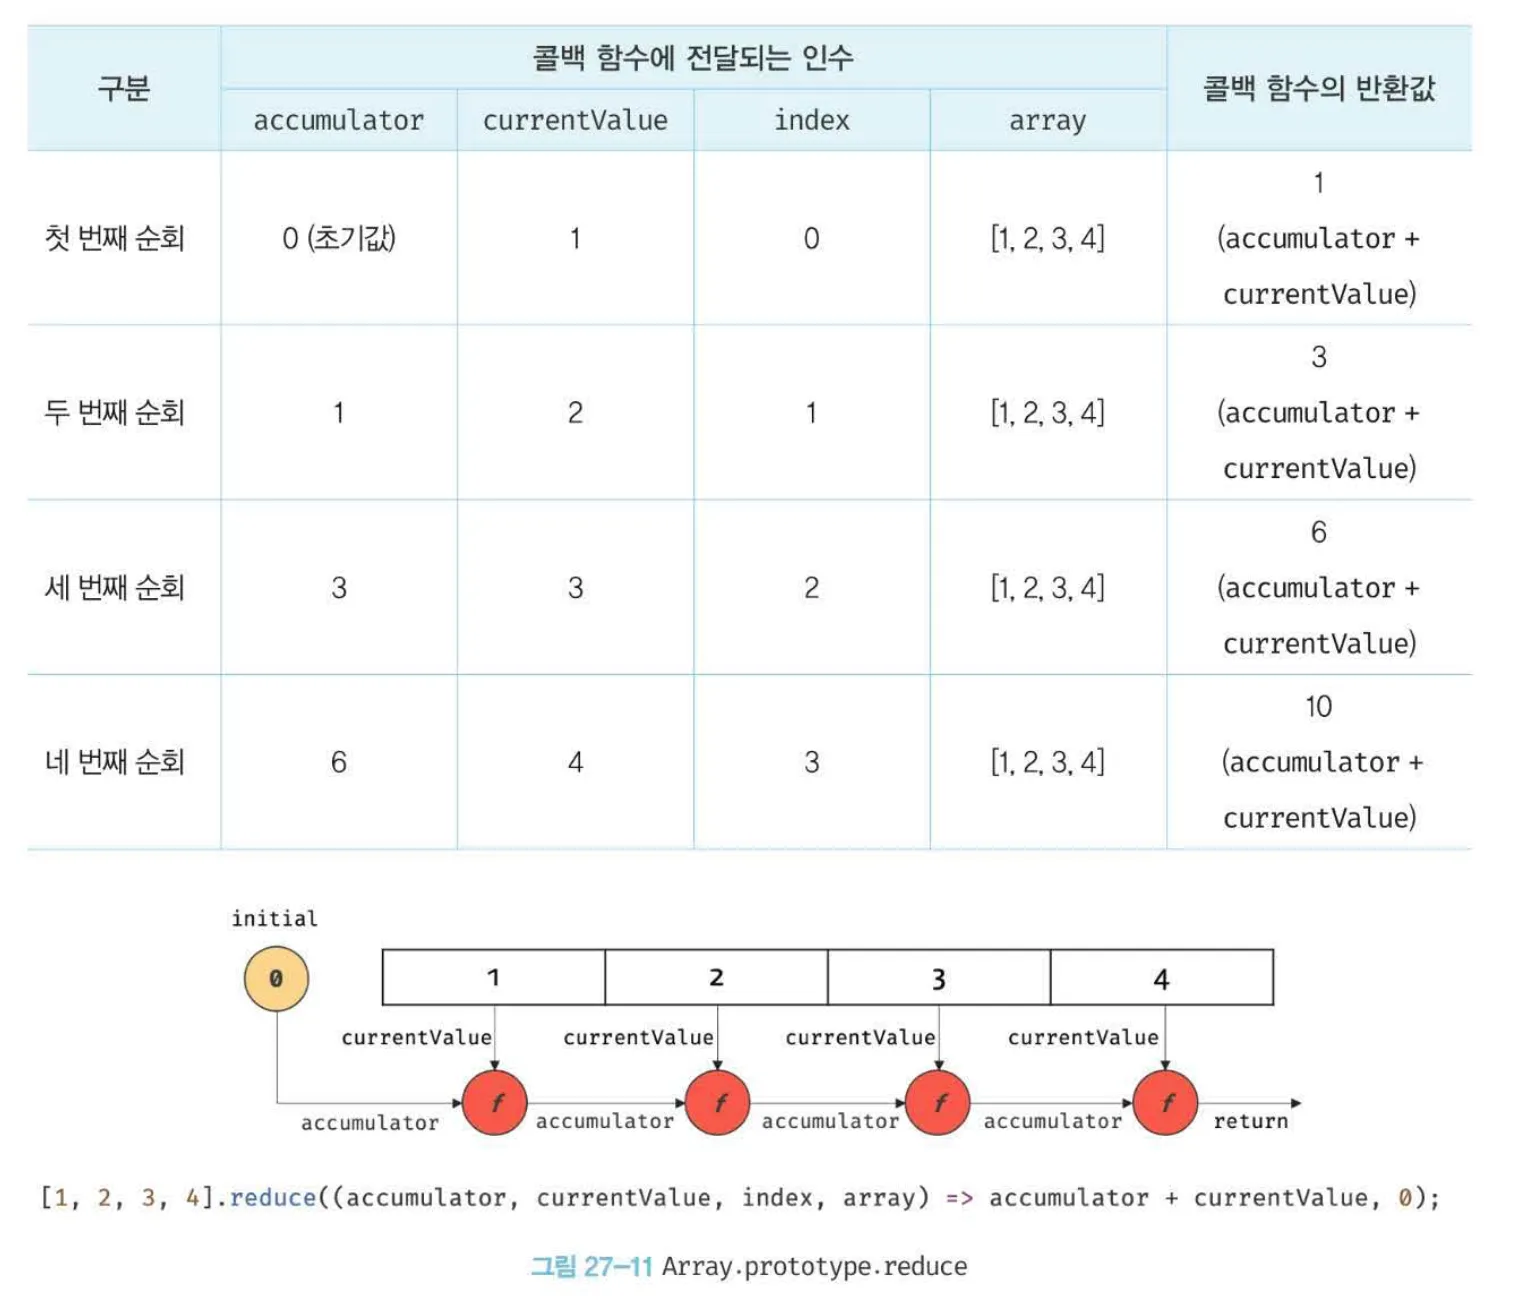 구분
콜백 함수에 전달되는 인수
콜백 함수의 반환값
accumulator currentValue index array
첫 번째 순회 0 (초기값) 1 0 [1, 2, 3, 4] 1
(accumulator +
currentValue)
두 번째 순회 1 2 1 [1, 2, 3, 4] 3
(accumulator +
currentValue)
세 번째 순회 3 3 2 [1, 2, 3, 4] 6
(accumulator +
currentValue)
네 번째 순회 6 4 3 [1, 2, 3, 4] 10
(accumulator +
currentValue)
initial
0 1 2 3 4
currentValue currentValue currentValue currentValue
f f f f
accumulator accumulator accumulator accumulator return
[1, 2, 3, 4].reduce((accumulator, currentValue, index, array) => accumulator + currentValue, 0);
그림 27–11 Array.prototype.reduce